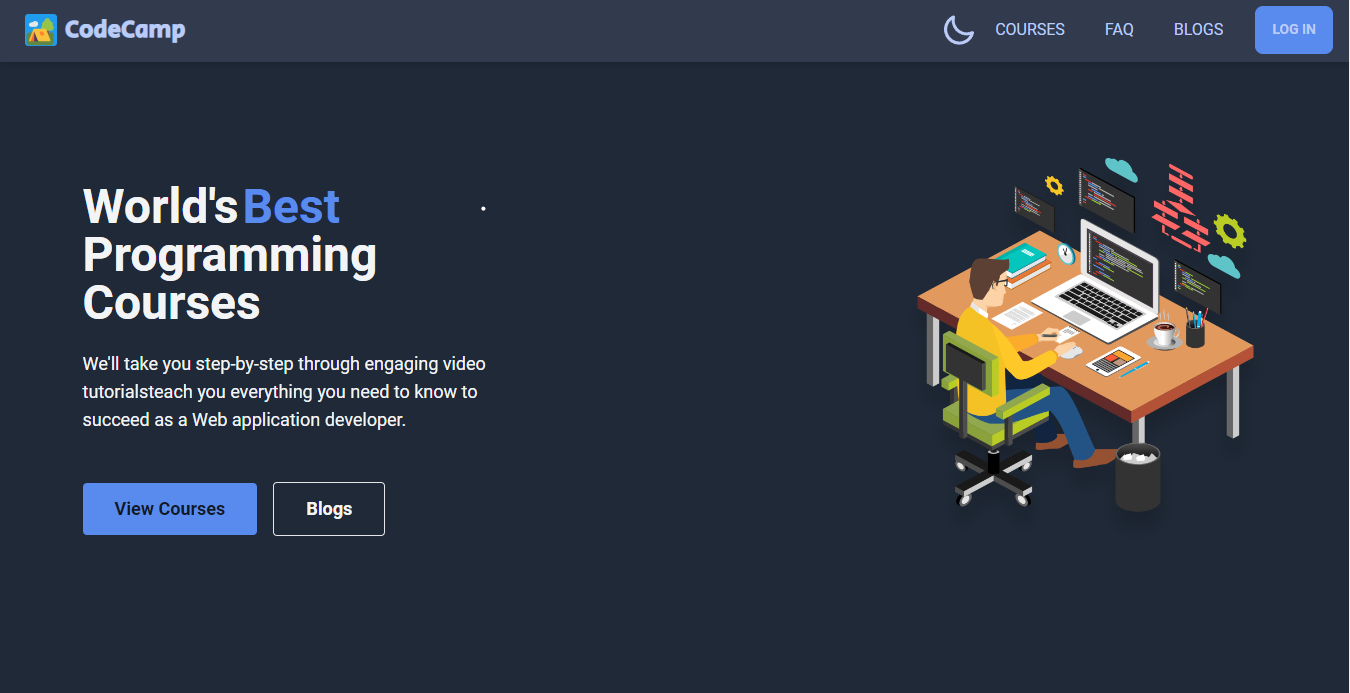 CodeCamp
COURSES
FAQ
BLOGS
LOG IN
World's Best
Programming
Courses
We'll take you step-by-step through engaging video
tutorialsteach you everything you need to know to
succeed as a Web application developer.
View Courses
Blogs